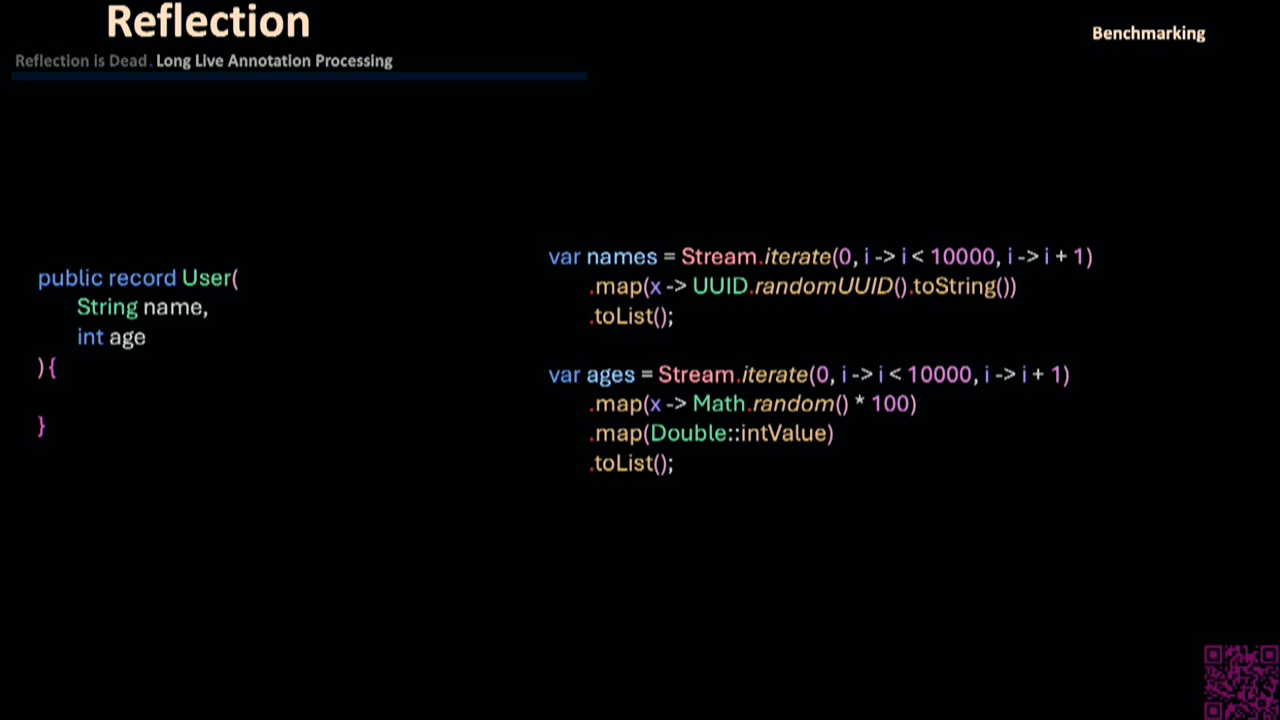 Reflection
Benchmarking
Reflection is Dead. Long Live Annotation Processing
public record User(
String name,
int age
){
}
var names = Stream.iterate(0, i -> i < 10000, i -> i + 1)
.map(x -> UUID.randomUUID().toString())
.toList();
var ages = Stream.iterate(0, i -> i < 10000, i -> i + 1)
.map(x -> Math.random() * 100)
.map(Double::intValue)
.toList();